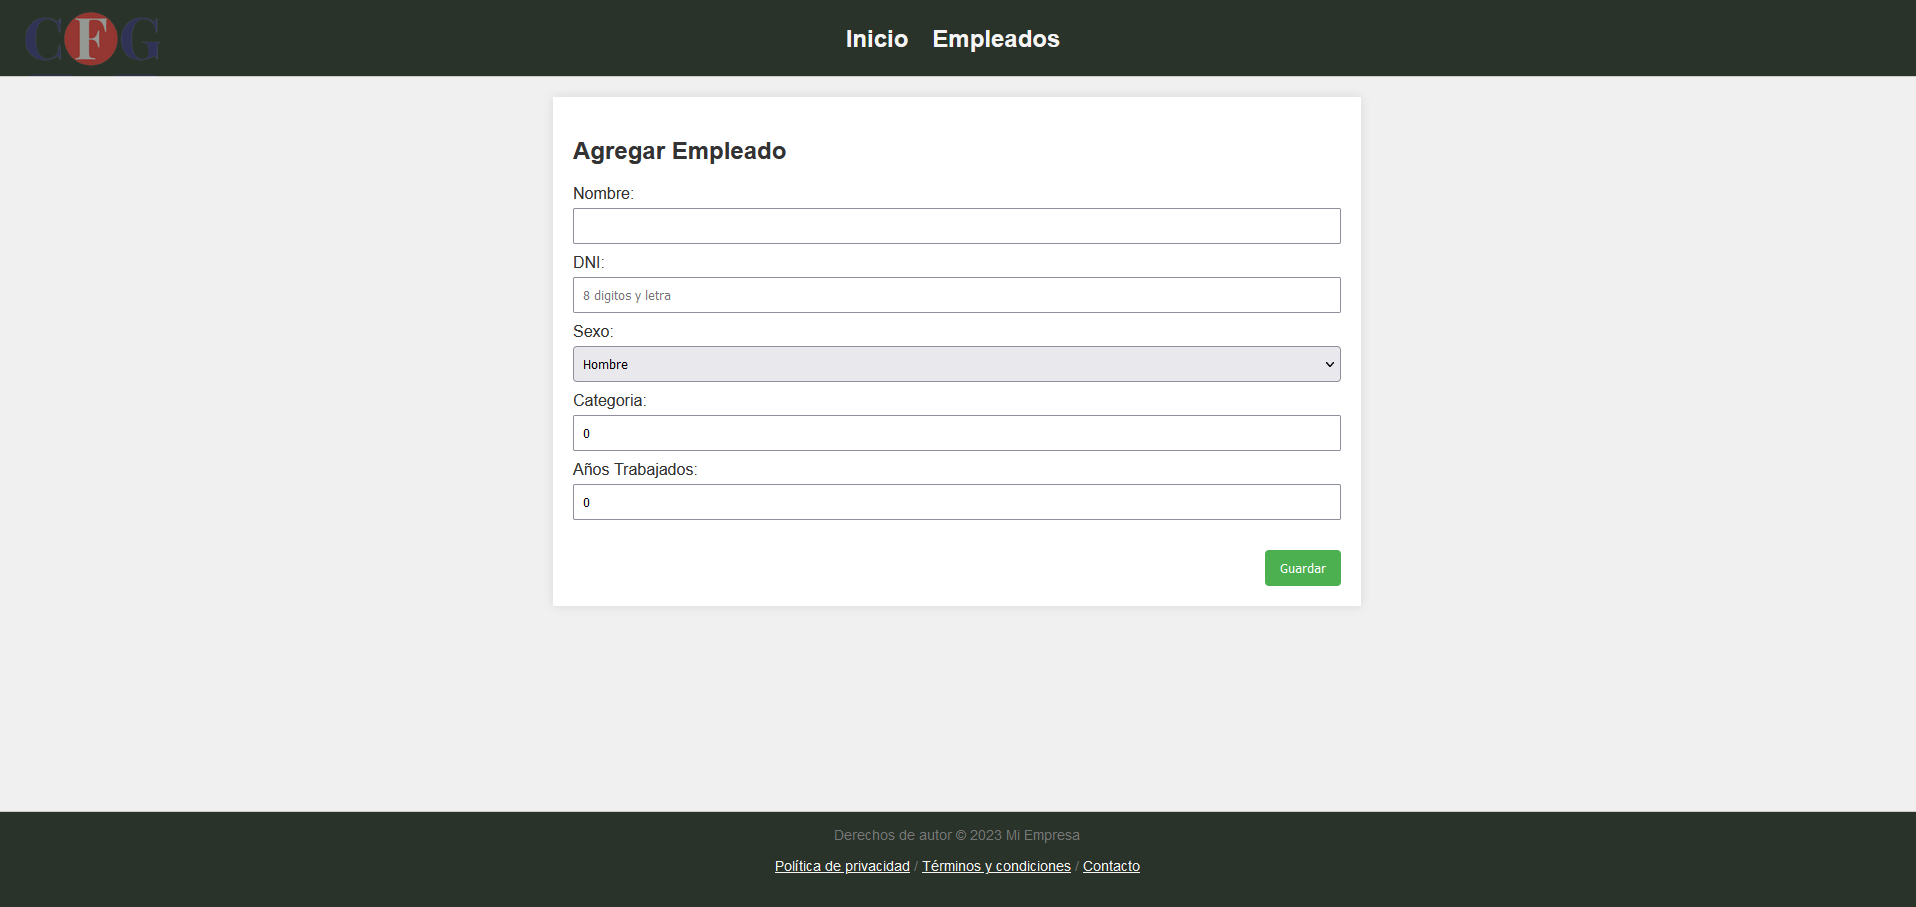 CFG
Inicio Empleados
Agregar Empleado
Nombre:
DNI:
8 digitos y letra
Sexo:
Hombre
Categoria:
0
Años Trabajados:
0
Guardar
Derechos de autor © 2023 Mi Empresa
Política de privacidad / Términos y condiciones / Contacto